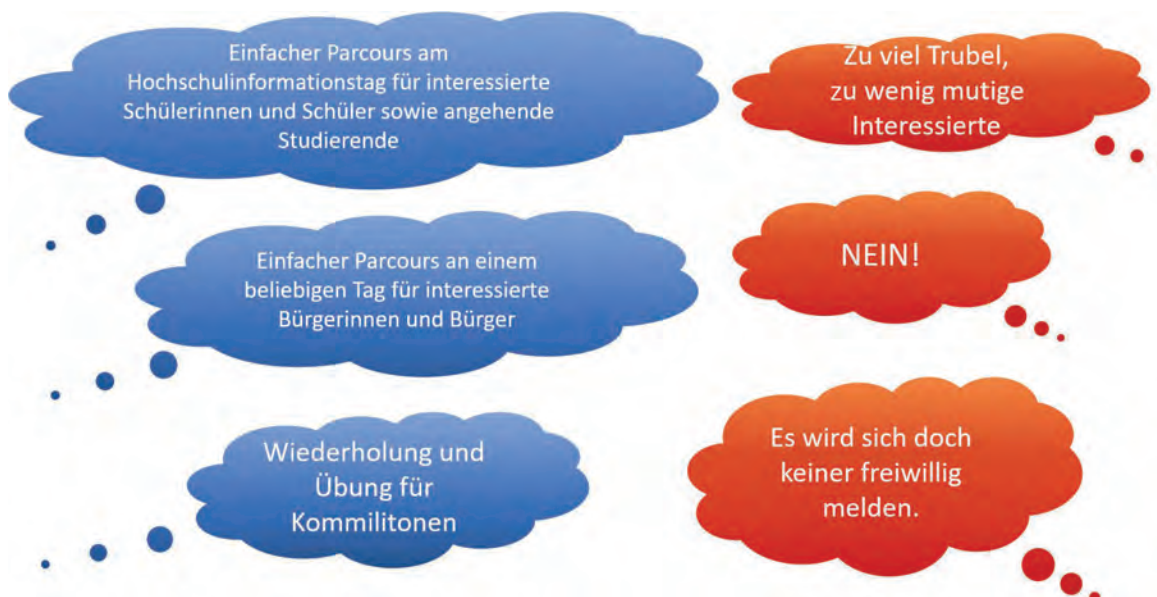 Einfacher Parcours am
Hochschulinformationstag für interessierte
Schülerinnen und Schüler sowie angehende
Studierende
Zu viel Trubel,
zu wenig mutige
Interessierte
Einfacher Parcours an einem
beliebigen Tag für interessierte
Bürgerinnen und Bürger
NEIN!
Wiederholung und
Übung für
Kommilitonen
Es wird sich doch
keiner freiwillig
melden.